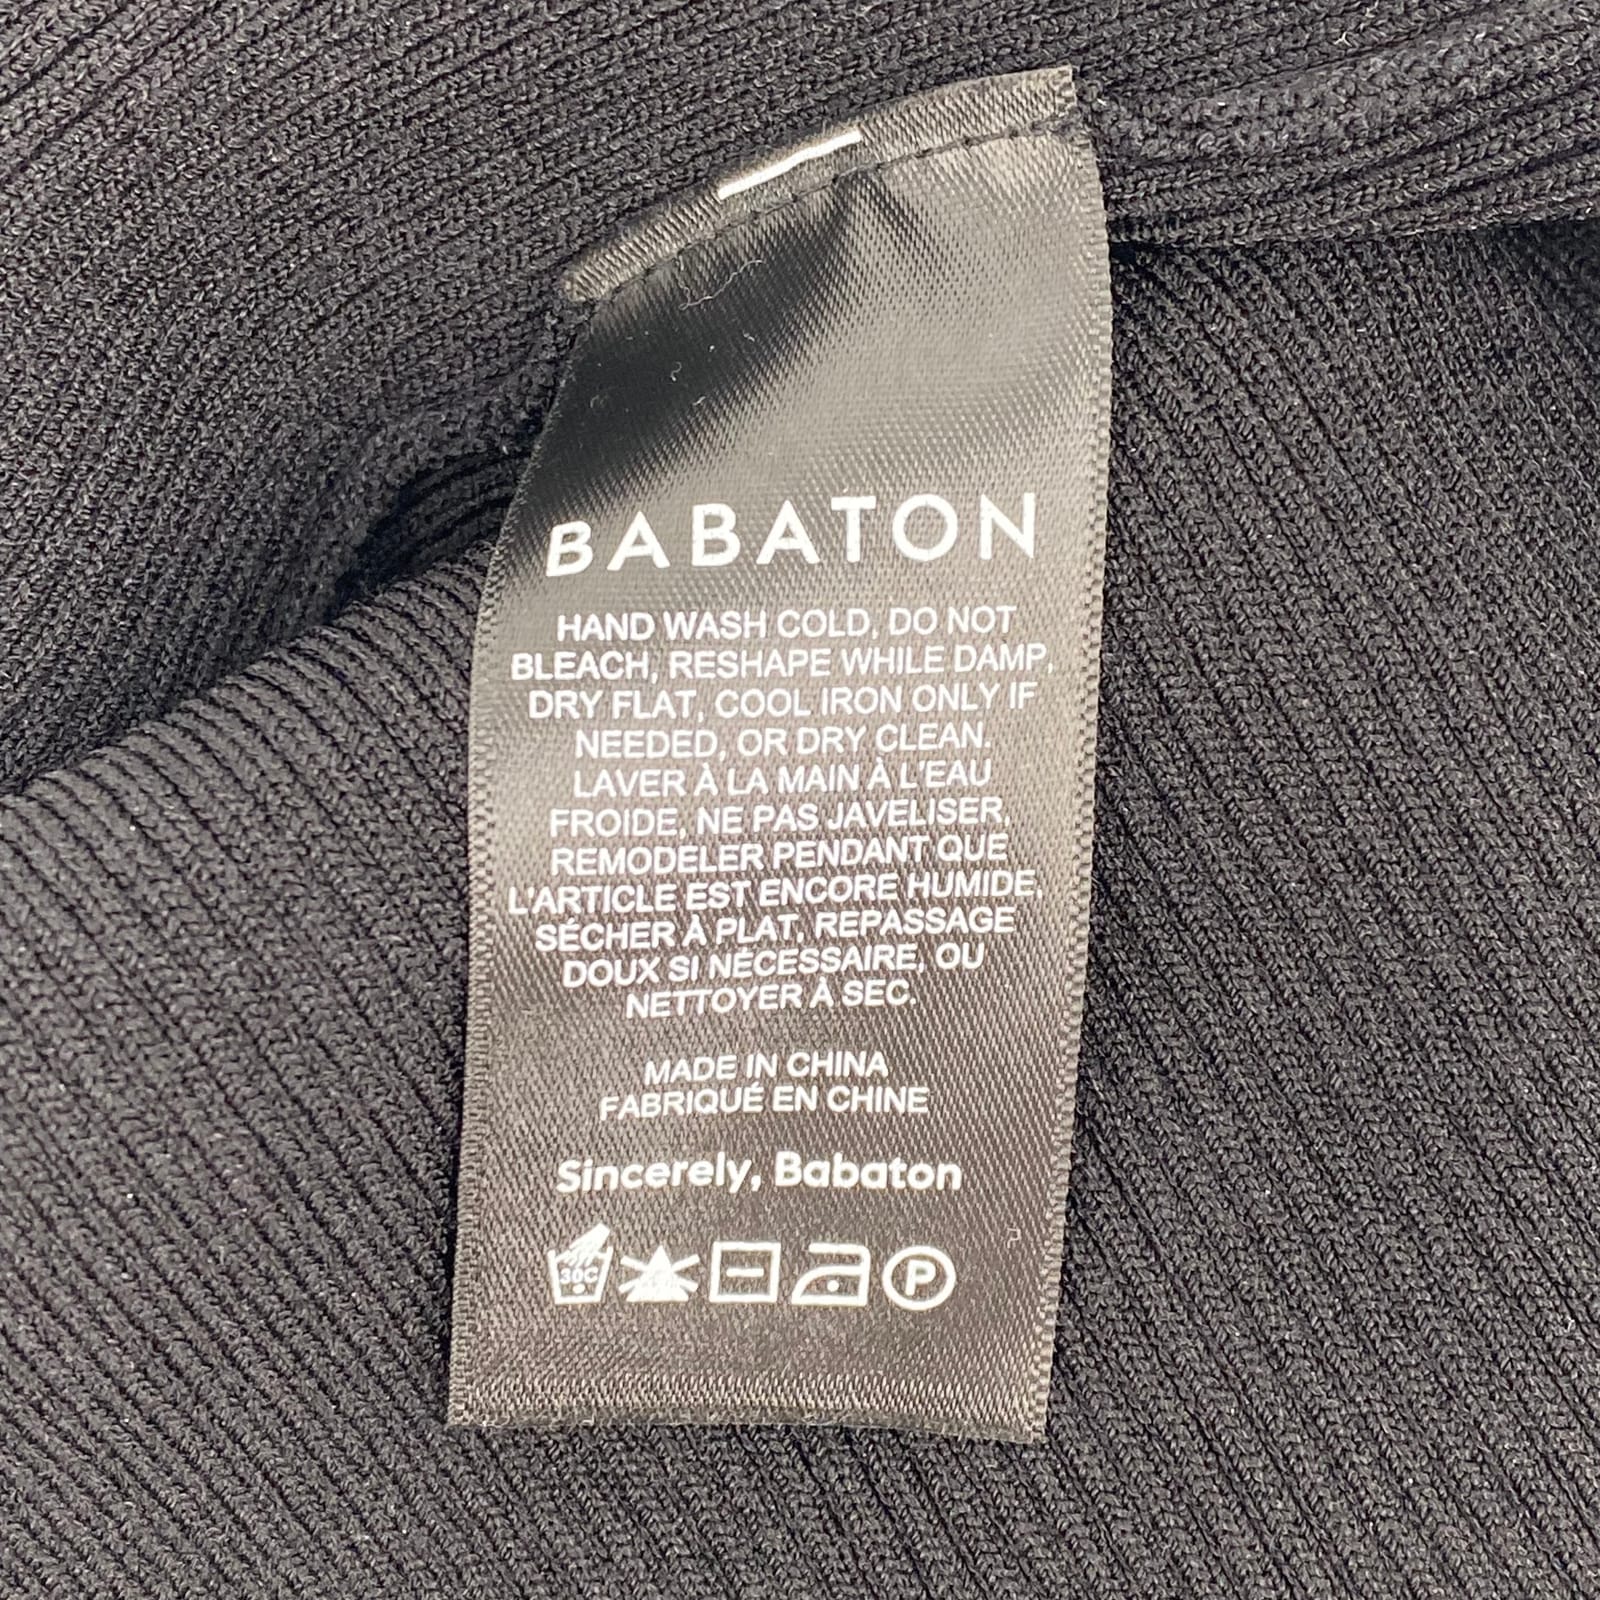 BABATON
HAND WASH COLD, DO NOT
BLEACH, RESHAPE WHILE DAMP,
DRY FLAT, COOL IRON ONLY IF
NEEDED, OR DRY CLEAN.
LAVER À LA MAIN À L'EAU
FROIDE, NE PAS JAVELISER,
REMODELER PENDANT QUE
L'ARTICLE EST ENCORE HUMIDE,
SÉCHER À PLAT, REPASSAGE
DOUX SI NÉCESSAIRE, OU
NETTOYER À SEC.
MADE IN CHINA
FABRIQUÉ EN CHINE
Sincerely, Babaton
30C P